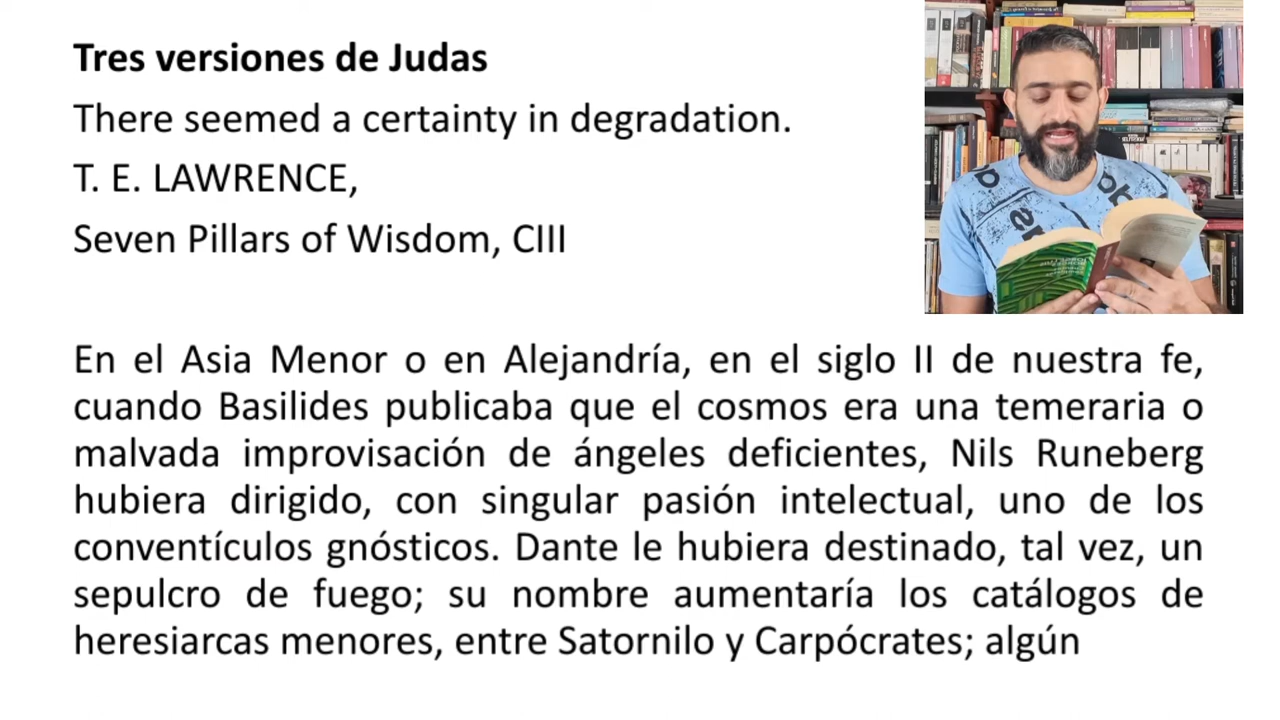 Tres versiones de Judas
There seemed a certainty in degradation.
T. E. LAWRENCE,
Seven Pillars of Wisdom, CIII
En el Asia Menor o en Alejandría, en el siglo II de nuestra fe,
cuando Basilides publicaba que el cosmos era una temeraria o
malvada improvisación de ángeles deficientes, Nils Runeberg
hubiera dirigido, con singular pasión intelectual, uno de los
conventículos gnósticos. Dante le hubiera destinado, tal vez, un
sepulcro de fuego; su nombre aumentaría los catálogos de
heresiarcas menores, entre Satornilo y Carpócrates; algún